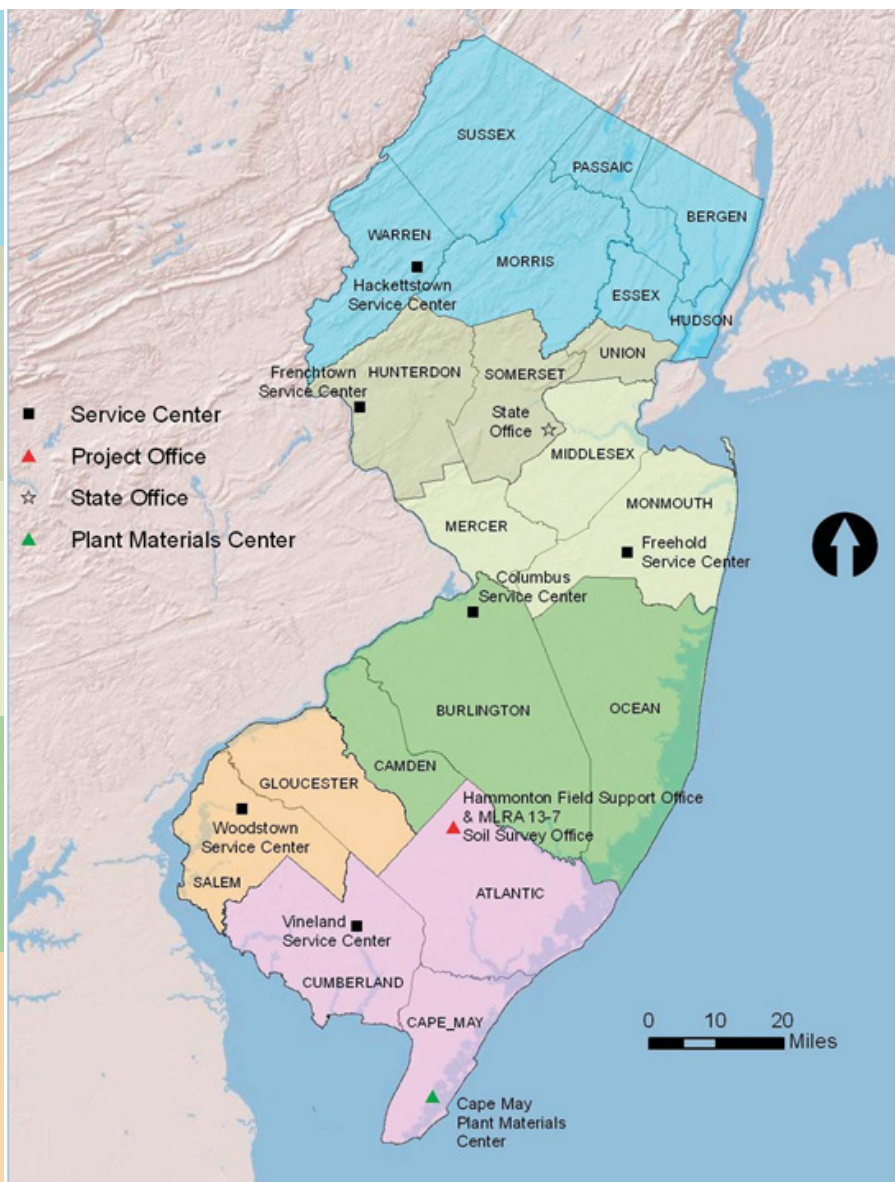 SUSSEX
PASSAIC
BERGEN
WARREN
MORRIS
Hackettstown
Service Center
ESSEX
HUDSON
UNION
Frenchtown
Service Center
HUNTERDON
SOMERSET
State
Office
Service Center
Project Office
State Office
Plant Materials Center
MIDDLESEX
MONMOUTH
MERCER
Freehold
Service Center
Columbus
Service Center
BURLINGTON
OCEAN
CAMDEN
GLOUCESTER
Hammonton Field Support Office
& MLRA 13-7
Soil Survey Office
Woodstown
Service Center
SALEM
ATLANTIC
Vineland
Service Center
CUMBERLAND
CAPE_MAY
0 10 20
Miles
Cape May
Plant Materials
Center